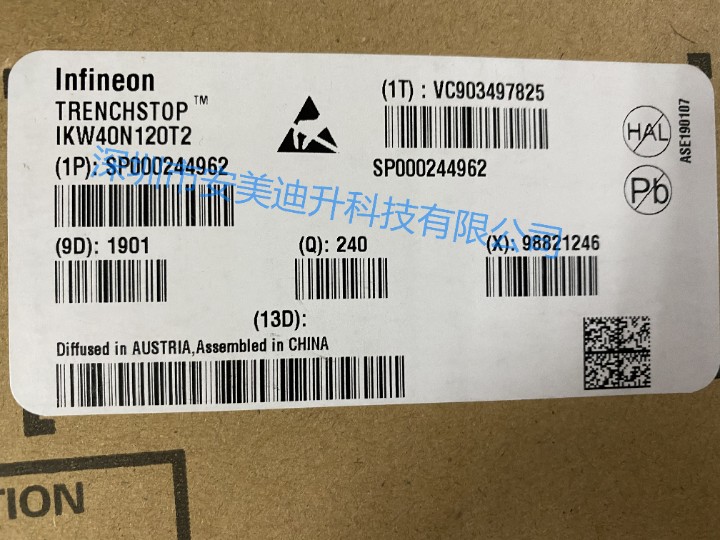 Infineon
TRENCHSTOP™
IKW40N120T2
(1P): SP000244962
(1T) : VC903497825
SP000244962
HAL
Pb
ASE190107
深圳市安美迪升科技有限公司
(9D): 1901
(Q): 240
(X): 98821246
(13D):
Diffused in AUSTRIA, Assembled in CHINA
TION